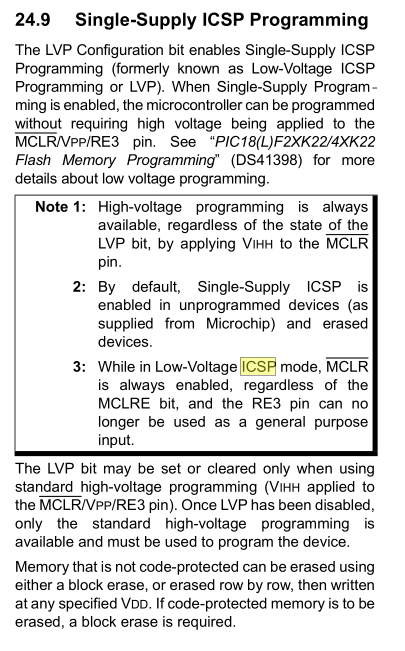 24.9 Single-Supply ICSP Programming
The LVP Configuration bit enables Single-Supply ICSP
Programming (formerly known as Low-Voltage ICSP
Programming or LVP). When Single-Supply Program-
ming is enabled, the microcontroller can be programmed
without requiring high voltage being applied to the
MCLR/VPP/RE3 pin. See “PIC18(L)F2XK22/4XK22
Flash Memory Programming” (DS41398) for more
details about low voltage programming.
Note 1: High-voltage programming is always
available, regardless of the state of the
LVP bit, by applying VIHH to the MCLR
pin.
2: By default, Single-Supply ICSP is
enabled in unprogrammed devices (as
supplied from Microchip) and erased
devices.
3: While in Low-Voltage ICSP mode, MCLR
is always enabled, regardless of the
MCLRE bit, and the RE3 pin can no
longer be used as a general purpose
input.
The LVP bit may be set or cleared only when using
standard high-voltage programming (VIHH applied to
the MCLR/VPP/RE3 pin). Once LVP has been disabled,
only the standard high-voltage programming is
available and must be used to program the device.
Memory that is not code-protected can be erased using
either a block erase, or erased row by row, then written
at any specified VDD. If code-protected memory is to be
erased, a block erase is required.